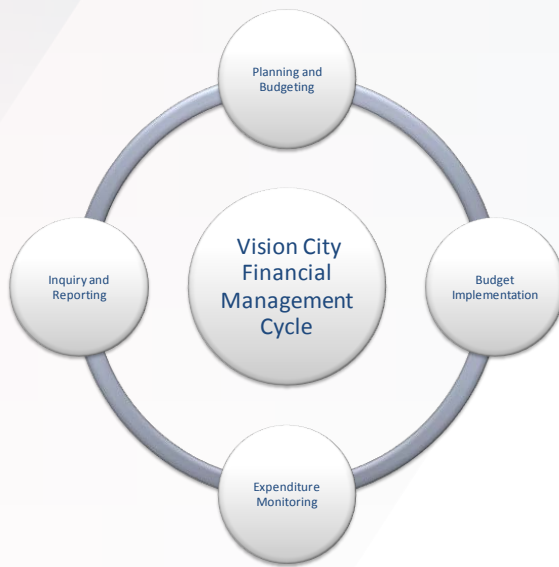 Planning and
Budgeting
Vision City
Financial
Management
Cycle
Inquiry and
Reporting
Budget
Implementation
Expenditure
Monitoring